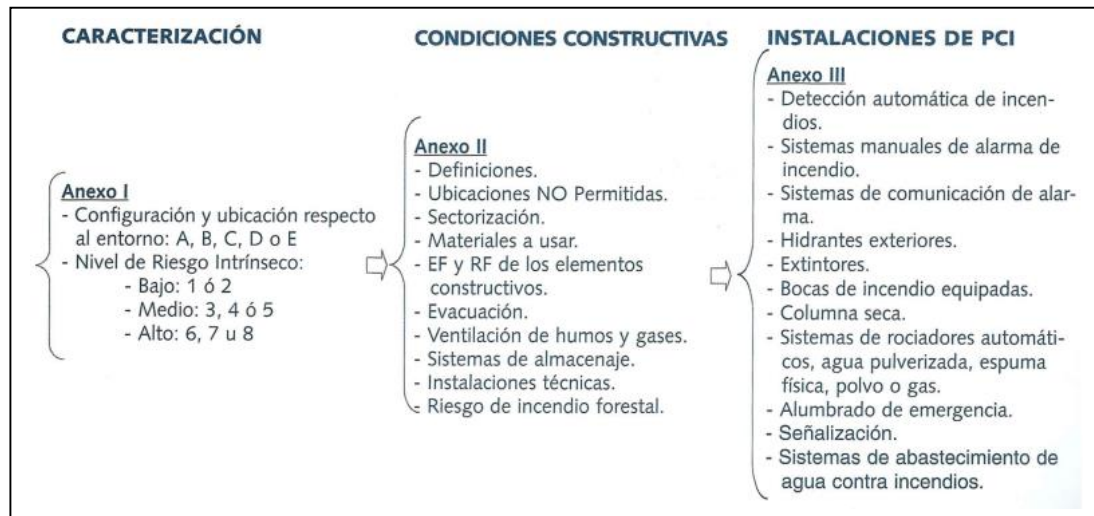 CARACTERIZACIÓN
Anexo I
- Configuración y ubicación respecto
al entorno: A, B, C, D o E
- Nivel de Riesgo Intrínseco:
- Bajo: 1 ó 2
- Medio: 3, 4 ó 5
- Alto: 6, 7 u 8
CONDICIONES CONSTRUCTIVAS
Anexo II
- Definiciones.
- Ubicaciones NO Permitidas.
- Sectorización.
- Materiales a usar.
- EF y RF de los elementos
constructivos.
- Evacuación.
- Ventilación de humos y gases.
- Sistemas de almacenaje.
- Instalaciones técnicas.
- Riesgo de incendio forestal.
INSTALACIONES DE PCI
Anexo III
- Detección automática de incen-
dios.
- Sistemas manuales de alarma de
incendio.
- Sistemas de comunicación de alar-
ma.
- Hidrantes exteriores.
- Extintores.
- Bocas de incendio equipadas.
- Columna seca.
- Sistemas de rociadores automáti-
cos, agua pulverizada, espuma
física, polvo o gas.
- Alumbrado de emergencia.
- Señalización.
- Sistemas de abastecimiento de
agua contra incendios.